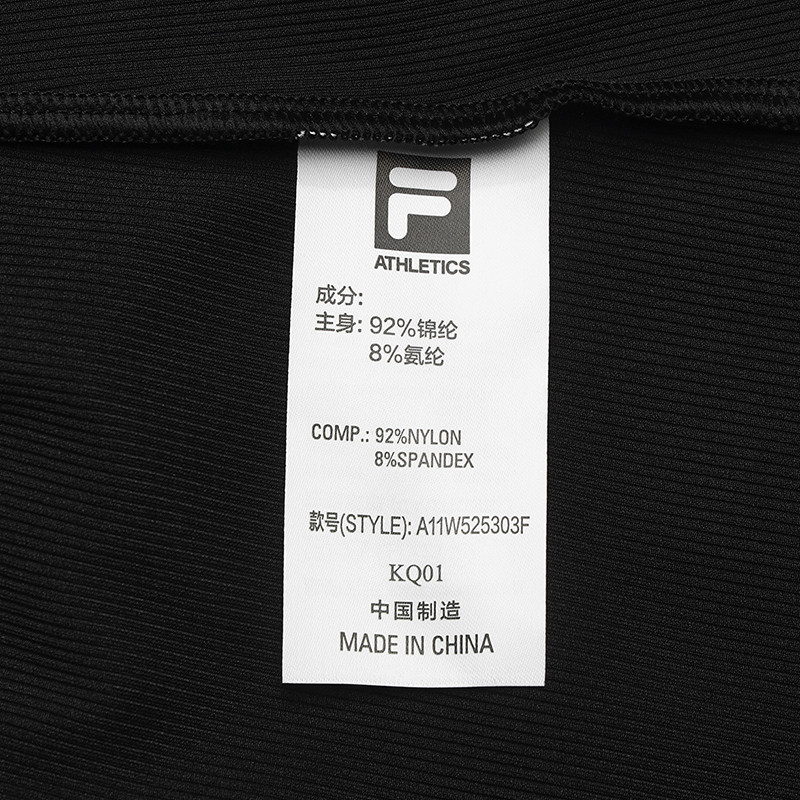 F
ATHLETICS
成分:
主身: 92%锦纶
8%氨纶
COMP.: 92%NYLON
8%SPANDEX
款号(STYLE): A11W525303F
KQ01
中国制造
MADE IN CHINA